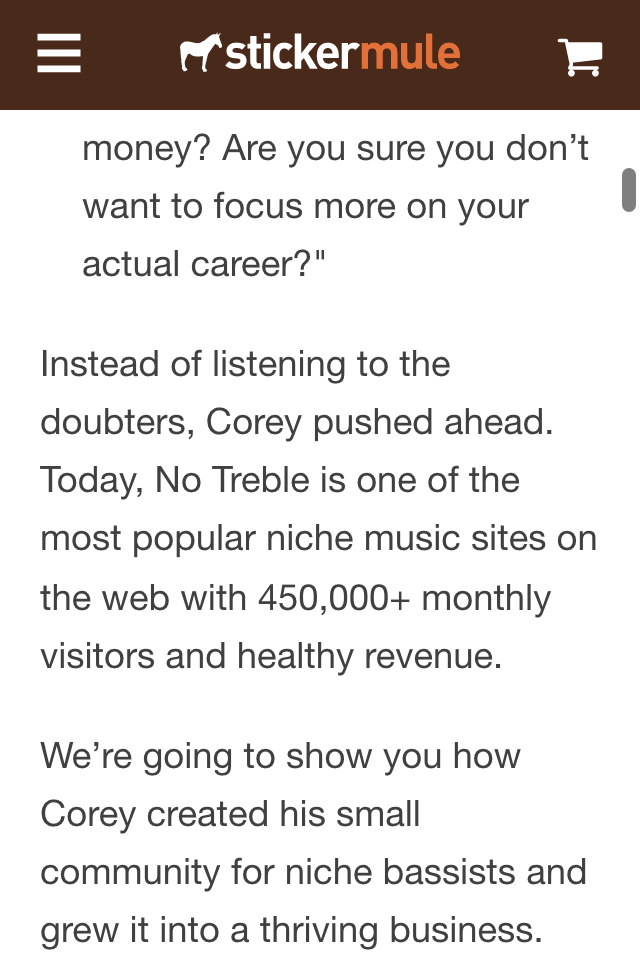 stickermule
money? Are you sure you don’t
want to focus more on your
actual career?"
Instead of listening to the
doubters, Corey pushed ahead.
Today, No Treble is one of the
most popular niche music sites on
the web with 450,000+ monthly
visitors and healthy revenue.
We’re going to show you how
Corey created his small
community for niche bassists and
grew it into a thriving business.